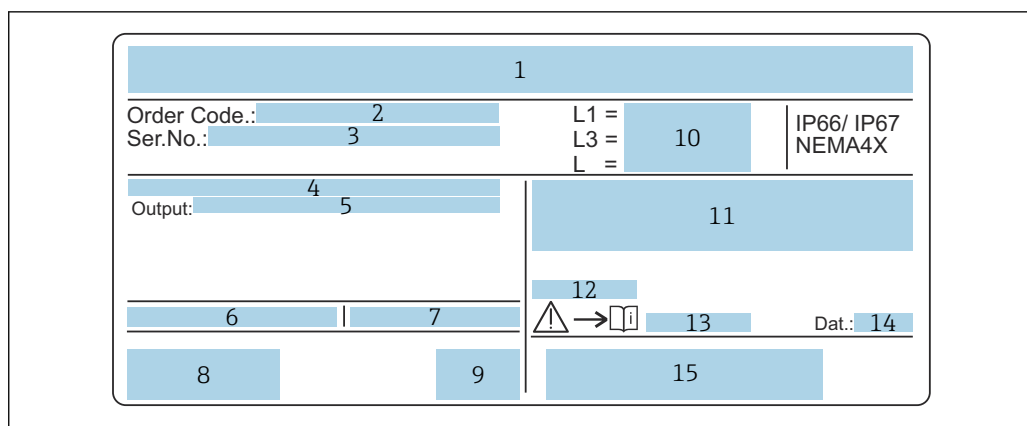 1
Order Code.: 2
Ser.No.: 3
L1 =
L3 =
L =
10
IP66/ IP67
NEMA4X
4
Output: 5
11
12
6
7
i
13
Dat.: 14
8
9
15